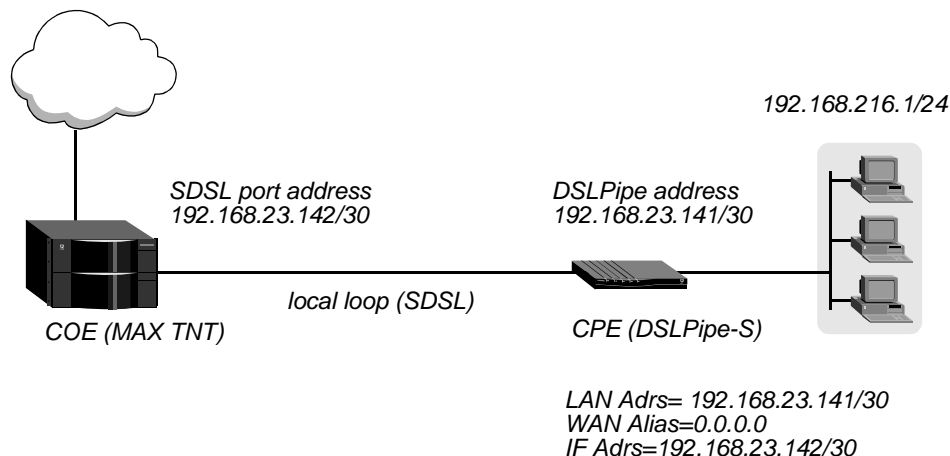 192.168.216.1/24
SDSL port address
192.168.23.142/30
DSLPipe address
192.168.23.141/30
local loop (SDSL)
COE (MAX TNT)
CPE (DSLPipe-S)
LAN Adrs= 192.168.23.141/30
WAN Alias=0.0.0.0
IF Adrs=192.168.23.142/30